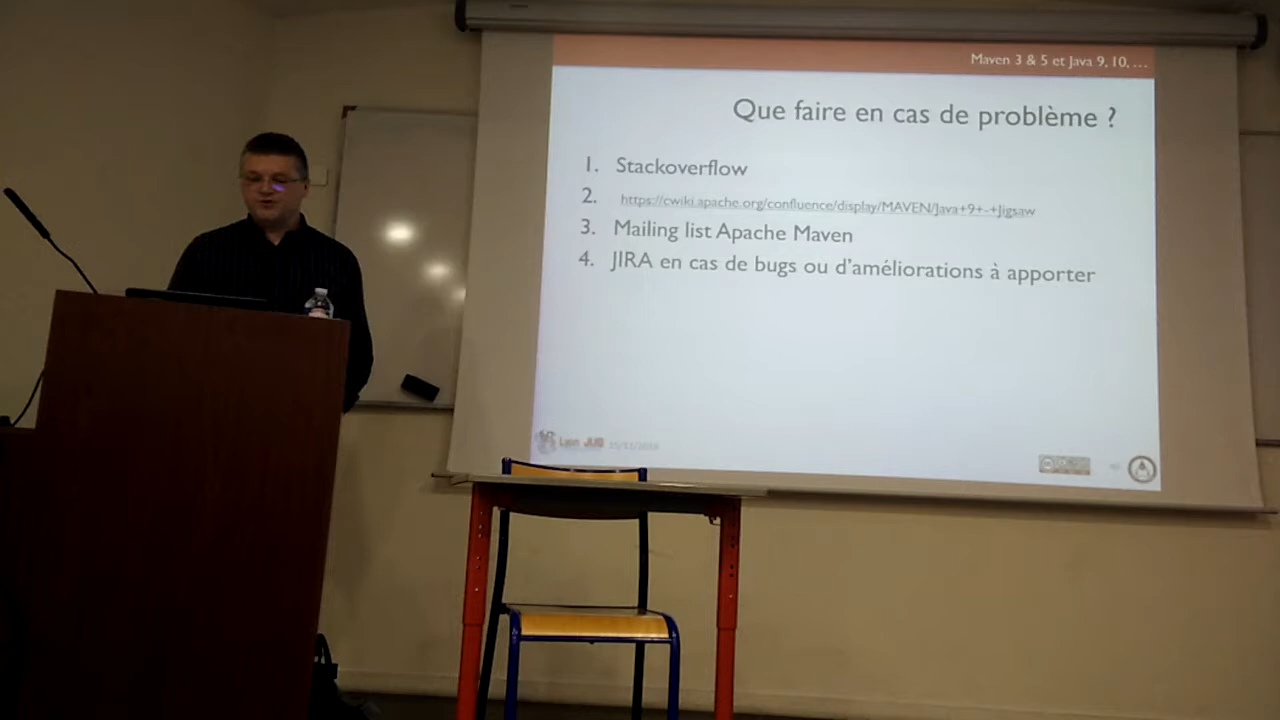 Maven 3 & 5 et Java 9, 10, …
Que faire en cas de problème ?
1. Stackoverflow
2. https://cwiki.apache.org/confluence/display/MAVEN/Java+9+-+Jigsaw
3. Mailing list Apache Maven
4. JIRA en cas de bugs ou d'améliorations à apporter
Lyon JUG